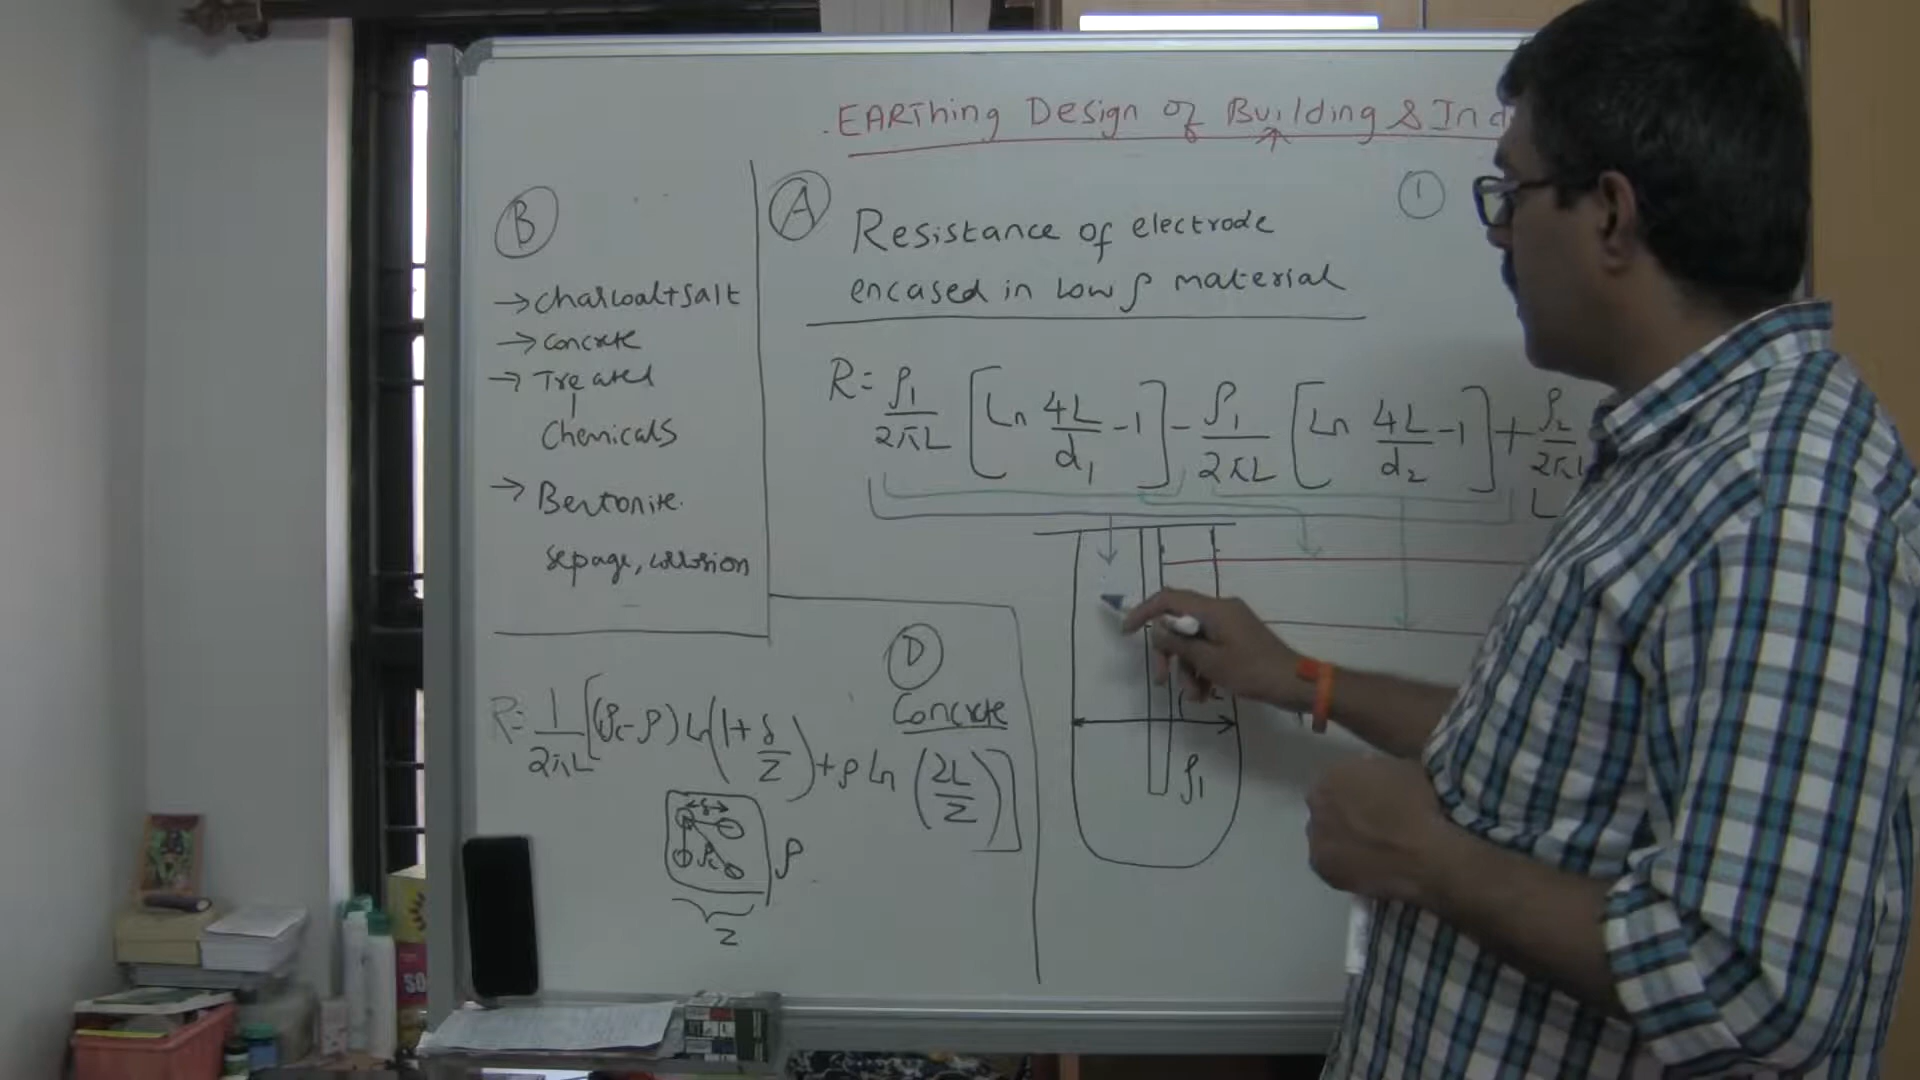 EARThing Design of Building & Ind
A
1
Resistance of electrode
encased in Low ρ material
R = ρ₁/2πL [Ln 4L/d₁ -1] - ρ₁/2πL [Ln 4L/d₂ -1] + ρ₂/2πL
B
→ charcoal+salt
→ concrete
→ Treated
Chemicals
→ Bentonite.
sepage, corrosion
D
Concrete
R = 1/2πL [(ρc-ρ) Ln (1+ δ/Z) + ρ Ln (2L/Z)]
δ
ρc
ρ
Z
ρ₁
SO